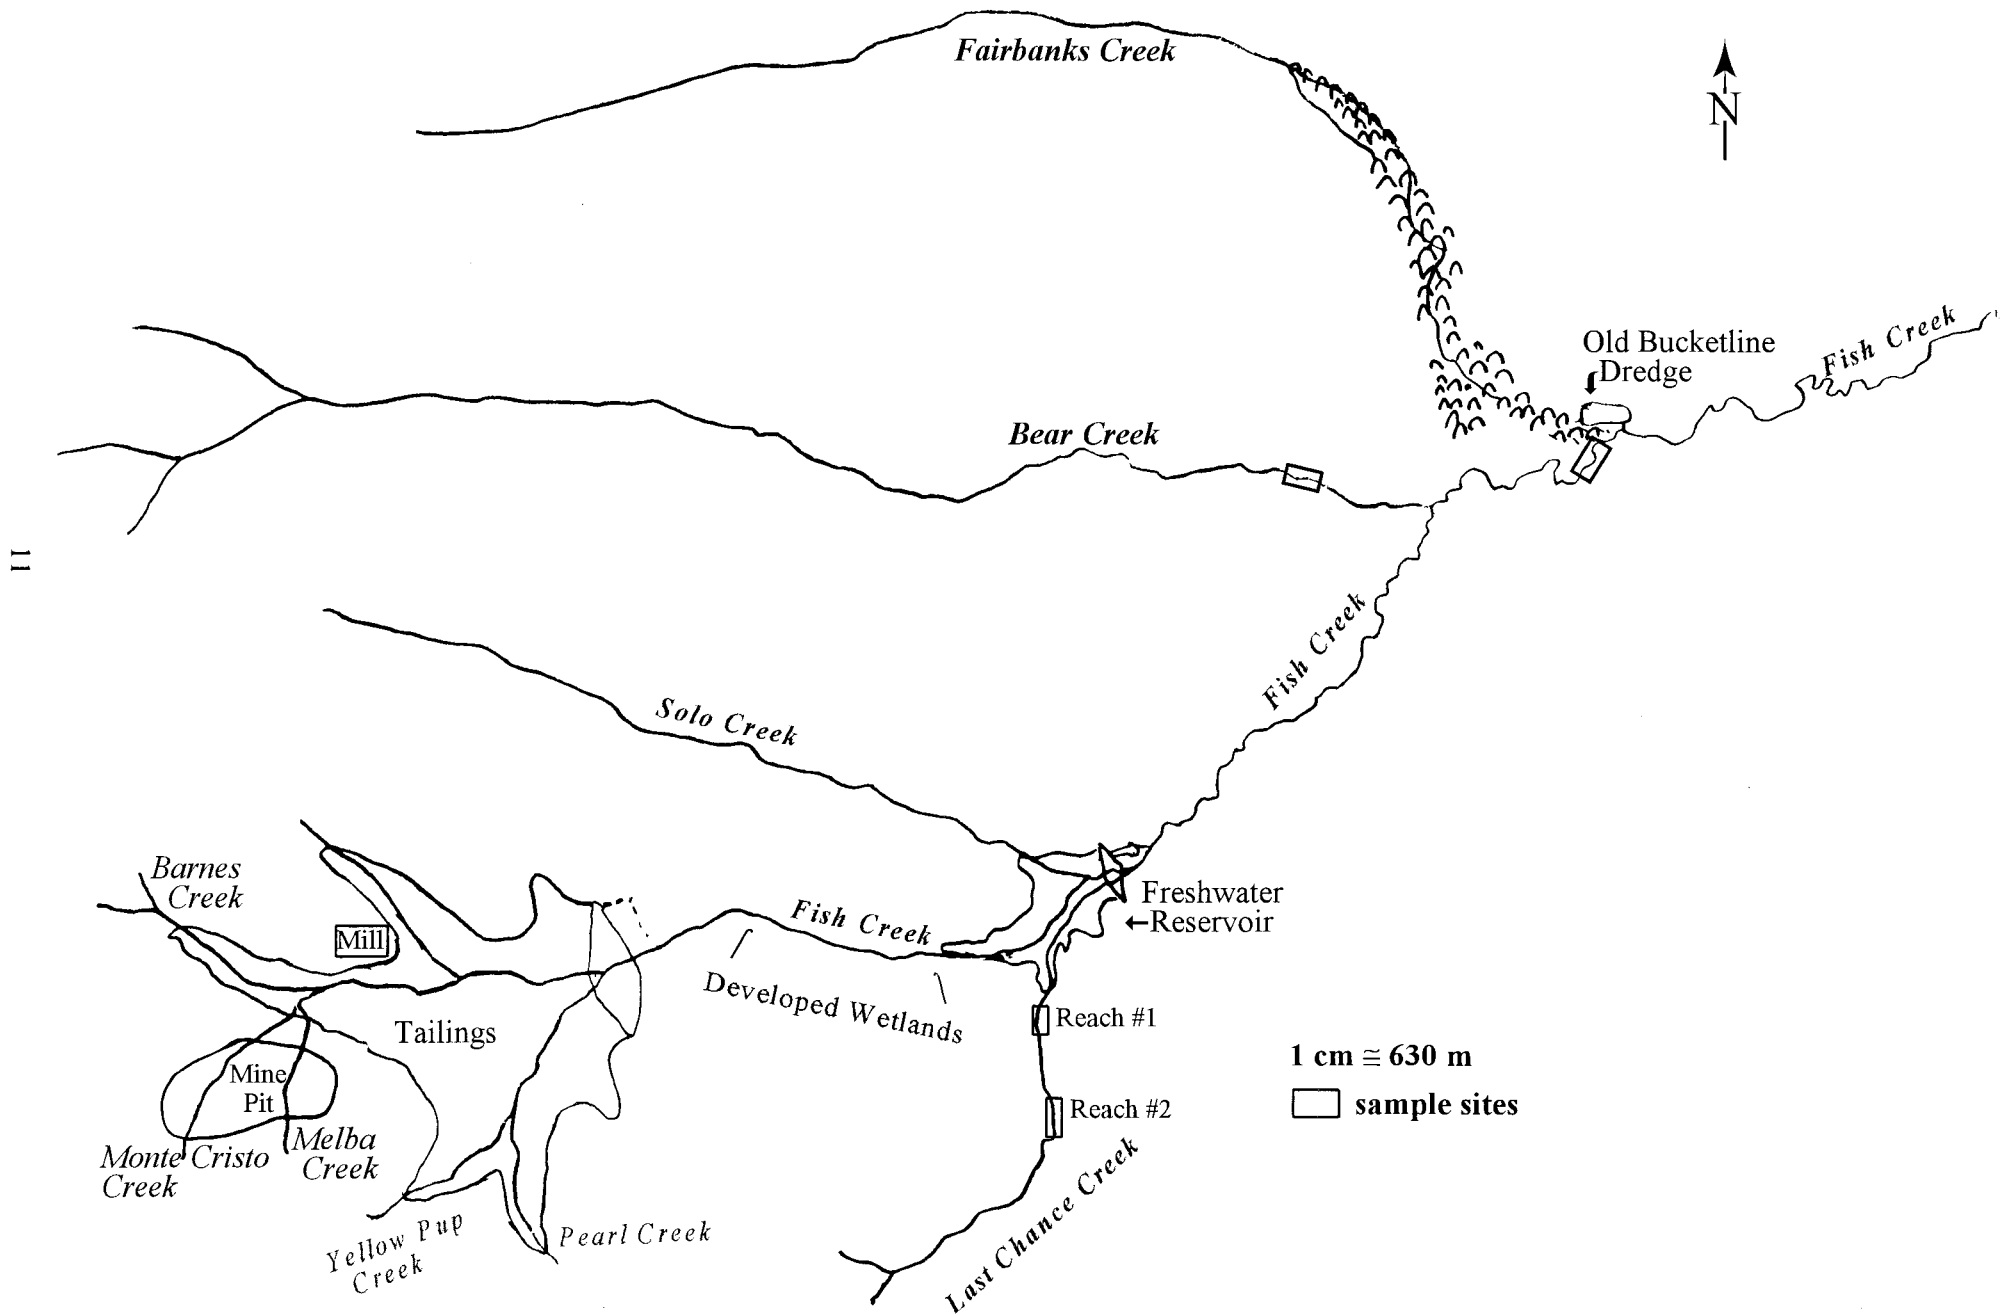 Fairbanks Creek
N
Old Bucketline
Dredge
Fish Creek
Bear Creek
11
Fish Creek
Solo Creek
Barnes
Creek
Mill
Fish Creek
Freshwater
Reservoir
Developed Wetlands
Tailings
Reach #1
Mine
Pit
1 cm ≅ 630 m
Reach #2
sample sites
Monte Cristo
Creek
Melba
Creek
Yellow Pup
Creek
Pearl Creek
Last Chance Creek